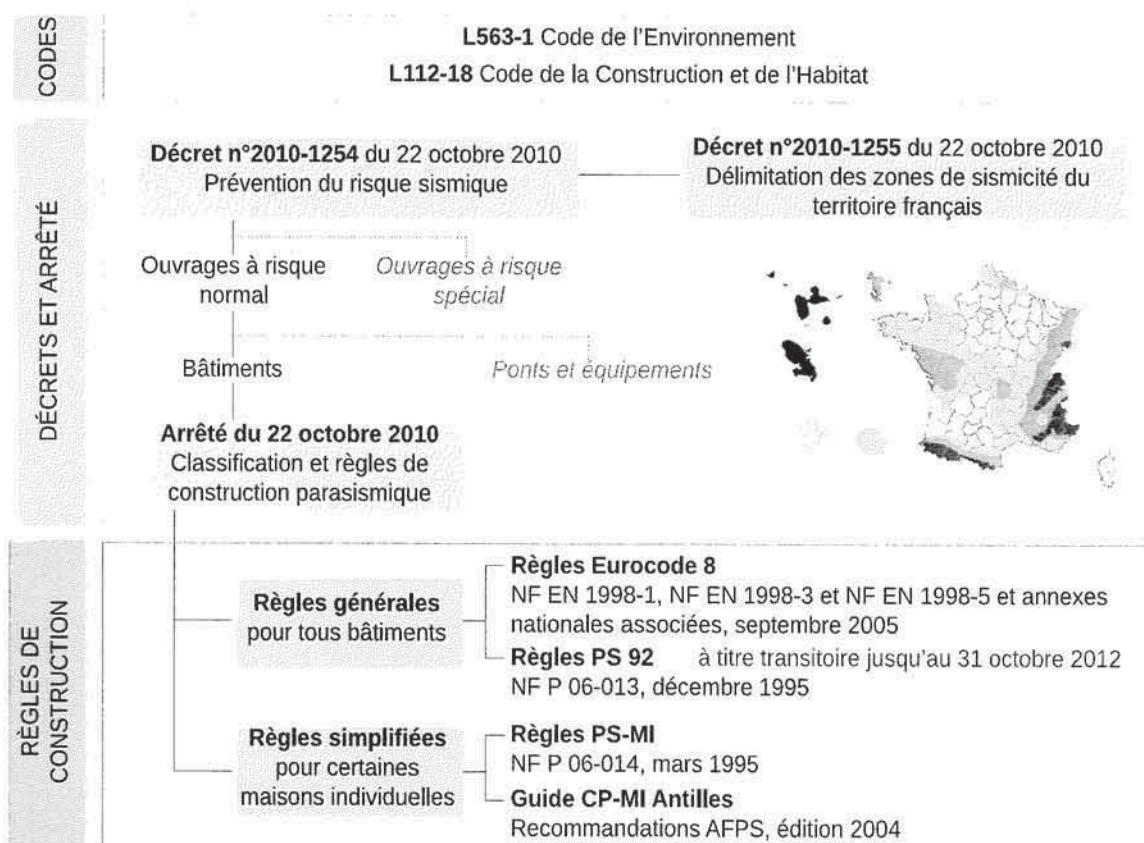 CODES
L563-1 Code de l'Environnement
L112-18 Code de la Construction et de l'Habitat
DÉCRETS ET ARRÊTÉ
Décret n°2010-1254 du 22 octobre 2010
Prévention du risque sismique
Décret n°2010-1255 du 22 octobre 2010
Délimitation des zones de sismicité du
territoire français
Ouvrages à risque
normal
Ouvrages à risque
spécial
Bâtiments
Ponts et équipements
Arrêté du 22 octobre 2010
Classification et règles de
construction parasismique
RÈGLES DE
CONSTRUCTION
Règles générales
pour tous bâtiments
Règles Eurocode 8
NF EN 1998-1, NF EN 1998-3 et NF EN 1998-5 et annexes
nationales associées, septembre 2005
Règles PS 92 à titre transitoire jusqu'au 31 octobre 2012
NF P 06-013, décembre 1995
Règles simplifiées
pour certaines
maisons individuelles
Règles PS-MI
NF P 06-014, mars 1995
Guide CP-MI Antilles
Recommandations AFPS, édition 2004